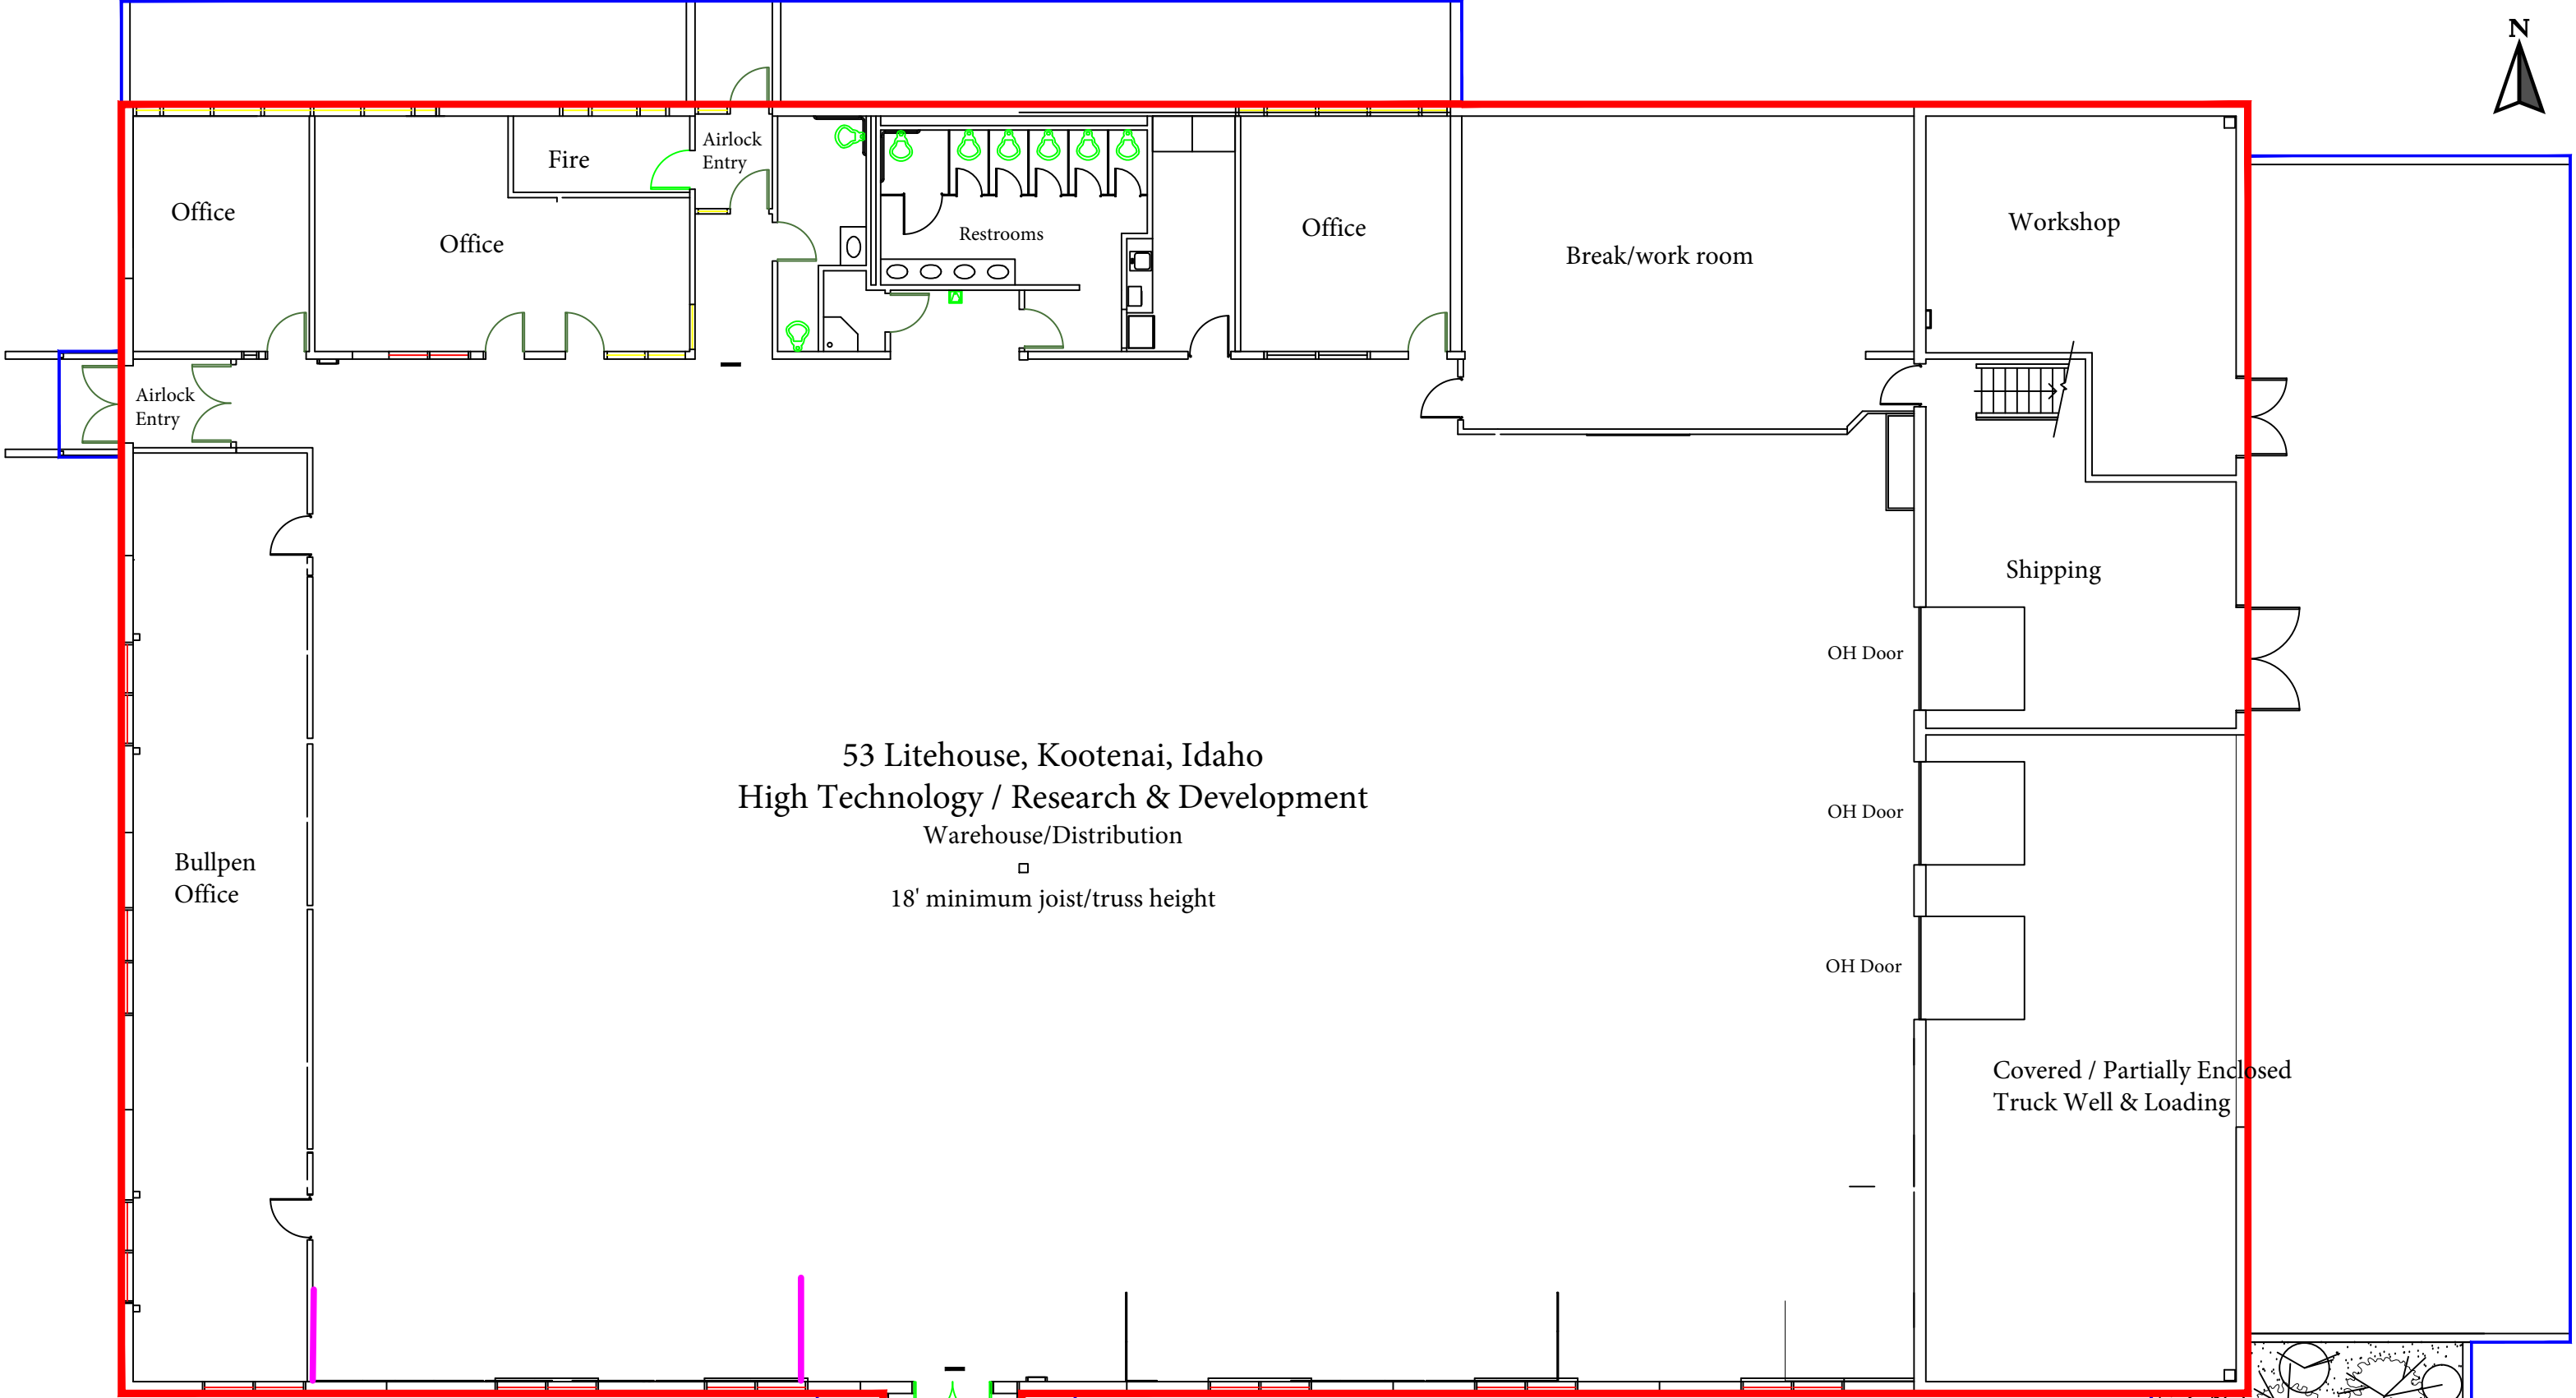 N
Airlock
Entry
Fire
Office
Office
Restrooms
Office
Break/work room
Workshop
Airlock
Entry
Shipping
OH Door
53 Litehouse, Kootenai, Idaho
High Technology / Research & Development
Warehouse/Distribution
18' minimum joist/truss height
OH Door
Bullpen
Office
OH Door
Covered / Partially Enclosed
Truck Well & Loading